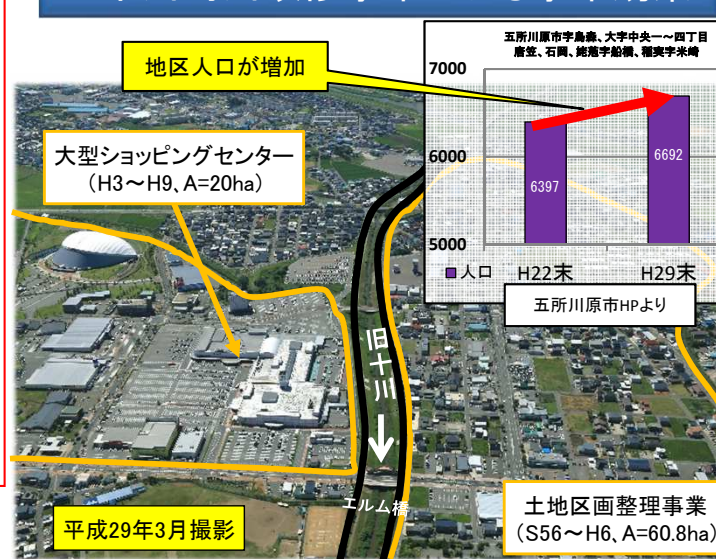 五所川原市字鳥森、大字中央一～四丁目
唐笠、石岡、姥萢字船橋、稲実字米崎
地区人口が増加
7000
6000
5000
6397
6692
人口
H22末
H29末
五所川原市HPより
大型ショッピングセンター
（H3～H9、A=20ha）
旧十川
エルム橋
平成29年3月撮影
土地区画整理事業
（S56～H6、A=60.8ha）